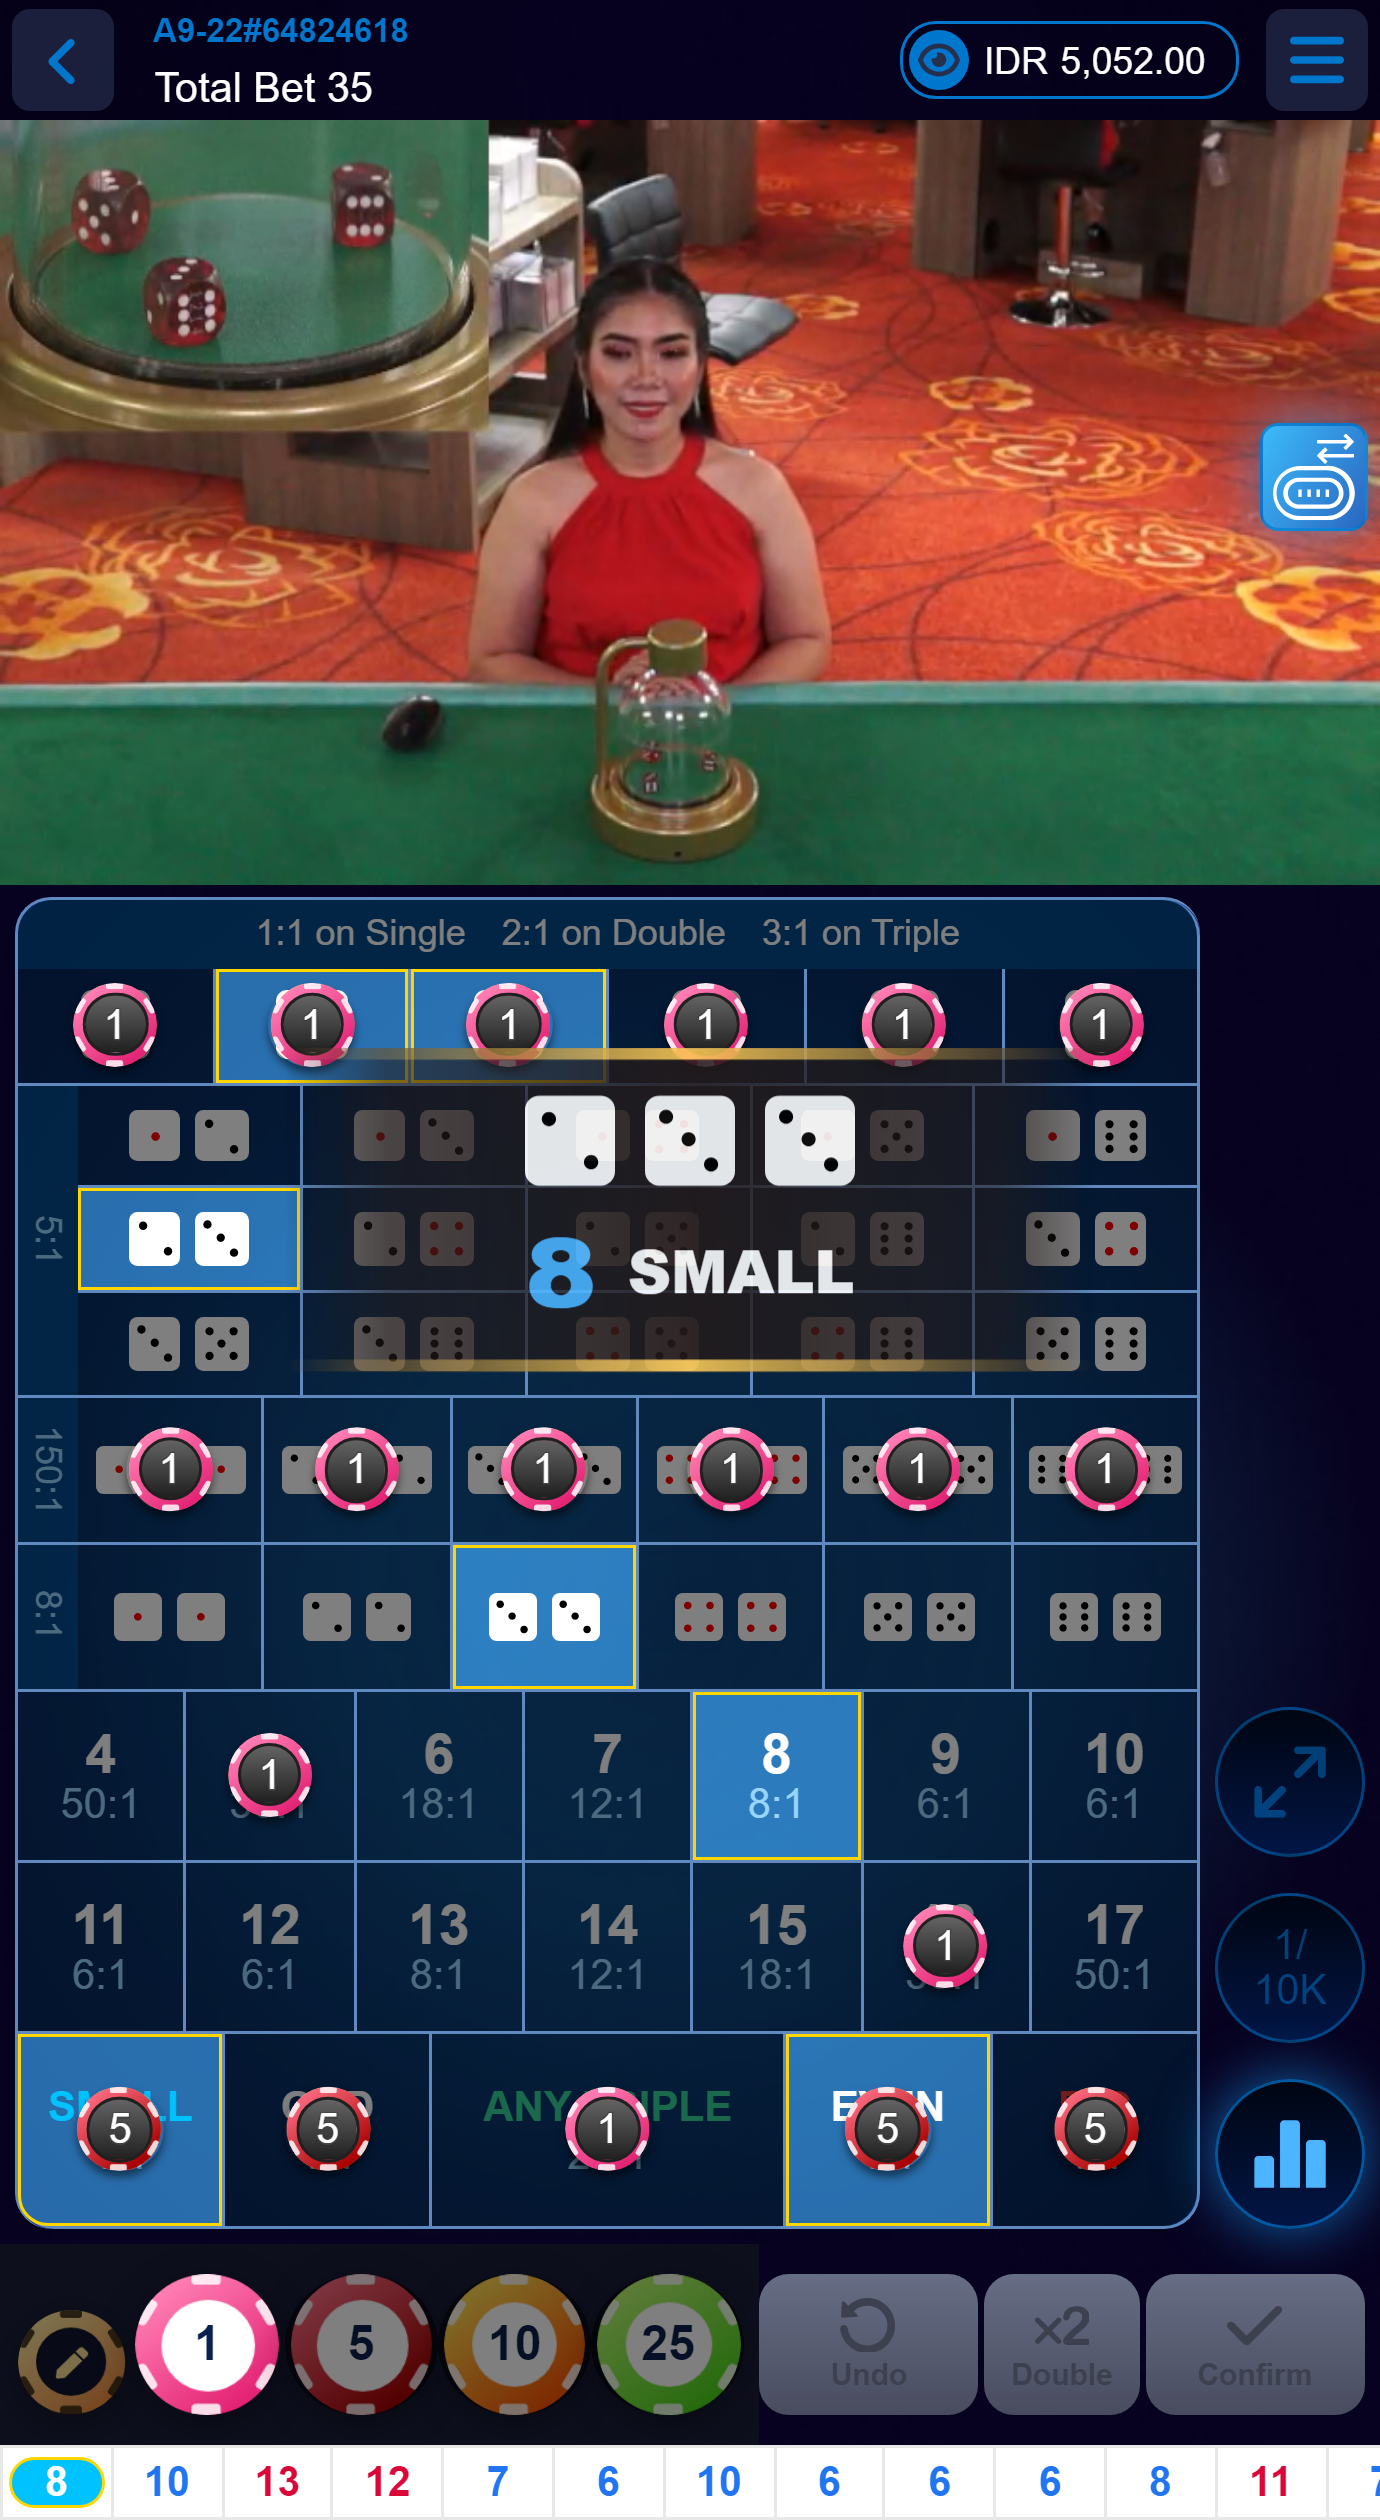 A9-22#64824618
Total Bet 35
IDR 5,052.00
1:1 on Single 2:1 on Double 3:1 on Triple
1 1 1 1 1 1
5:1
8 SMALL
150:1
1 1 1 1 1 1
8:1
4 1 6 7 8 9 10
50:1 18:1 12:1 8:1 6:1 6:1
11 12 13 14 15 1 17
6:1 6:1 8:1 12:1 18:1 50:1
5 5 1 5 5
1/
10K
1 5 10 25
x2
Undo Double Confirm
8 10 13 12 7 6 10 6 6 6 8 11